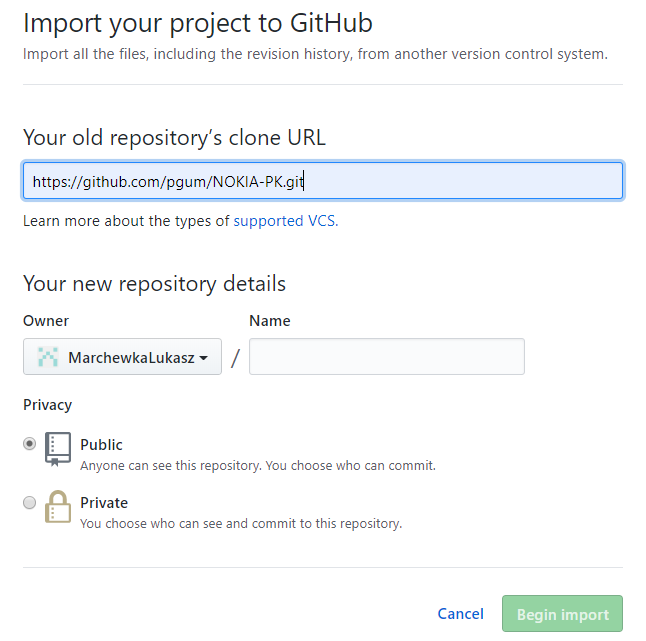 Import your project to GitHub
Import all the files, including the revision history, from another version control system.
Your old repository’s clone URL
https://github.com/pgum/NOKIA-PK.git
Learn more about the types of supported VCS.
Your new repository details
Owner Name
MarchewkaLukasz /
Privacy
Public
Anyone can see this repository. You choose who can commit.
Private
You choose who can see and commit to this repository.
Cancel Begin import